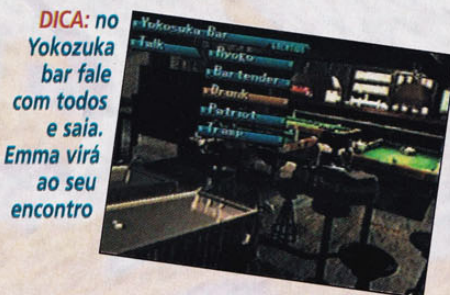 DICA: no
Yokozuka
bar fale
com todos
e saia.
Emma virá
ao seu
encontro
Yokosuka Bar
Talk
Ryoko
Bartender
Drunk
Patriot
Tramp